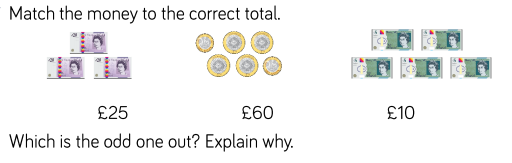 Match the money to the correct total.
£25 £60 £10
Which is the odd one out? Explain why.